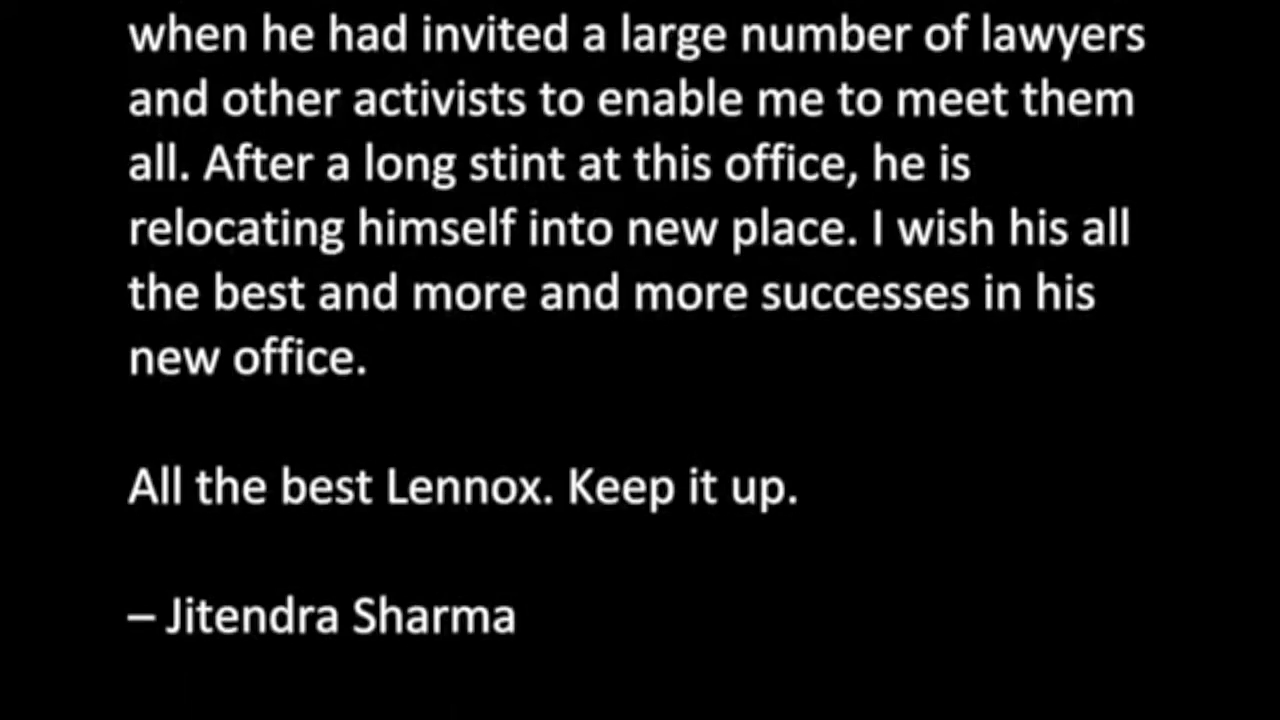 when he had invited a large number of lawyers
and other activists to enable me to meet them
all. After a long stint at this office, he is
relocating himself into new place. I wish his all
the best and more and more successes in his
new office.
All the best Lennox. Keep it up.
– Jitendra Sharma